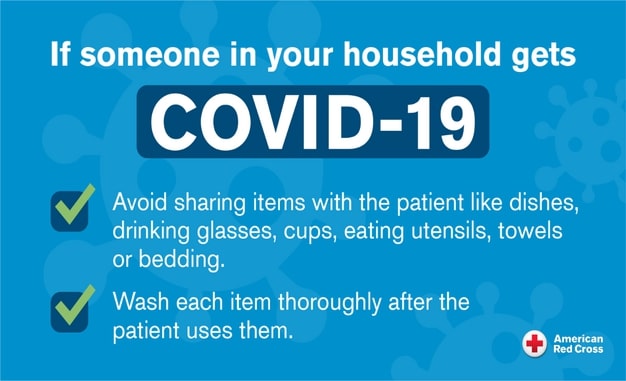 If someone in your household gets
COVID-19
Avoid sharing items with the patient like dishes,
drinking glasses, cups, eating utensils, towels
or bedding.
Wash each item thoroughly after the
patient uses them.
American
Red Cross